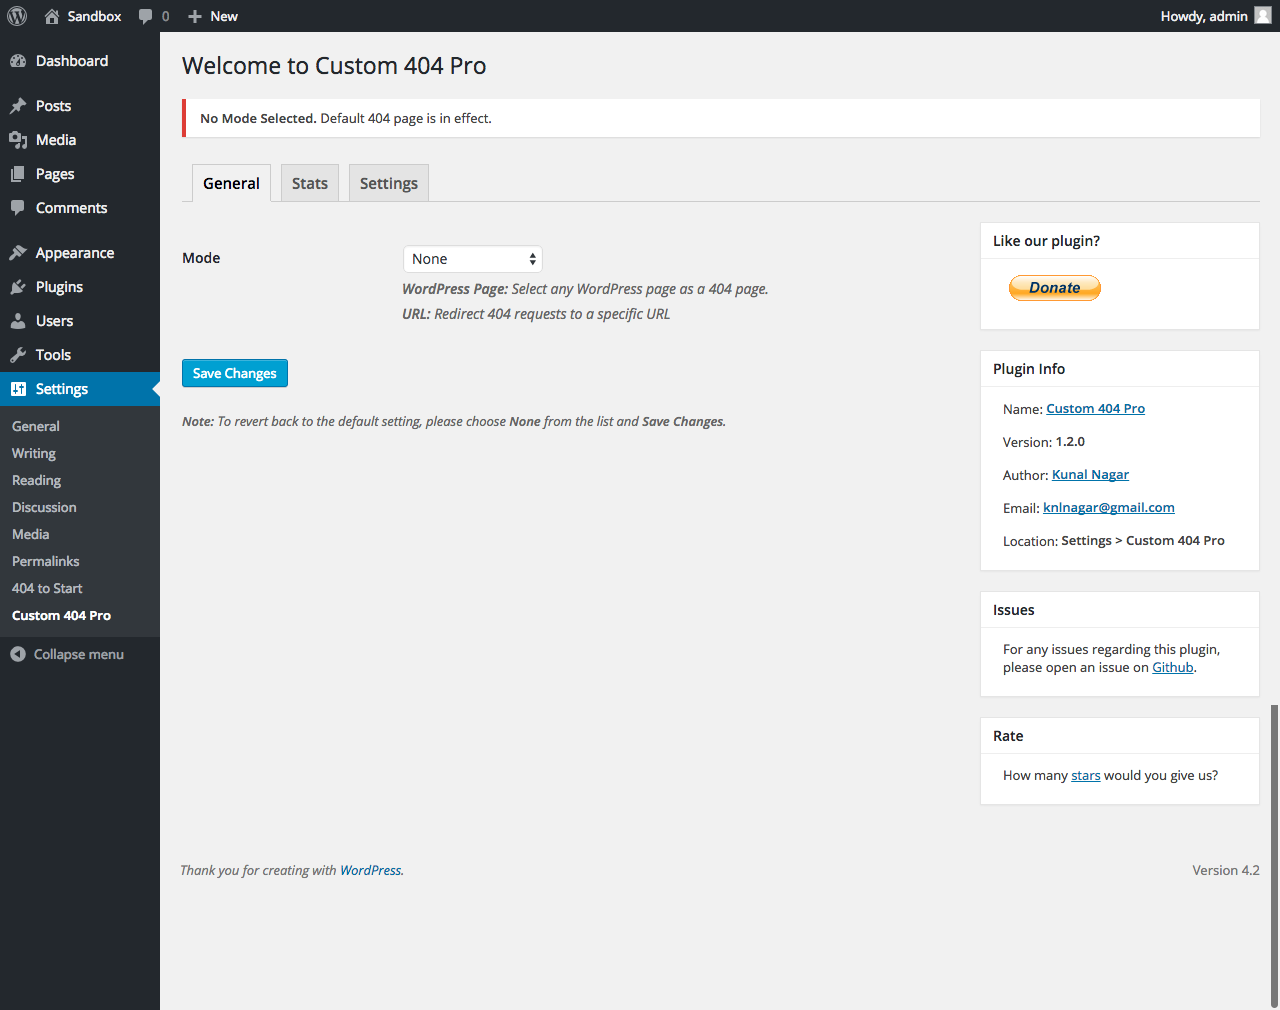 Sandbox 0 New Howdy, admin
Dashboard
Posts
Media
Pages
Comments
Appearance
Plugins
Users
Tools
Settings
General
Writing
Reading
Discussion
Media
Permalinks
404 to Start
Custom 404 Pro
Collapse menu
Welcome to Custom 404 Pro
No Mode Selected. Default 404 page is in effect.
General Stats Settings
Mode None
WordPress Page: Select any WordPress page as a 404 page.
URL: Redirect 404 requests to a specific URL
Save Changes
Note: To revert back to the default setting, please choose None from the list and Save Changes.
Like our plugin?
Donate
Plugin Info
Name: Custom 404 Pro
Version: 1.2.0
Author: Kunal Nagar
Email: knlnagar@gmail.com
Location: Settings > Custom 404 Pro
Issues
For any issues regarding this plugin,
please open an issue on Github.
Rate
How many stars would you give us?
Thank you for creating with WordPress. Version 4.2